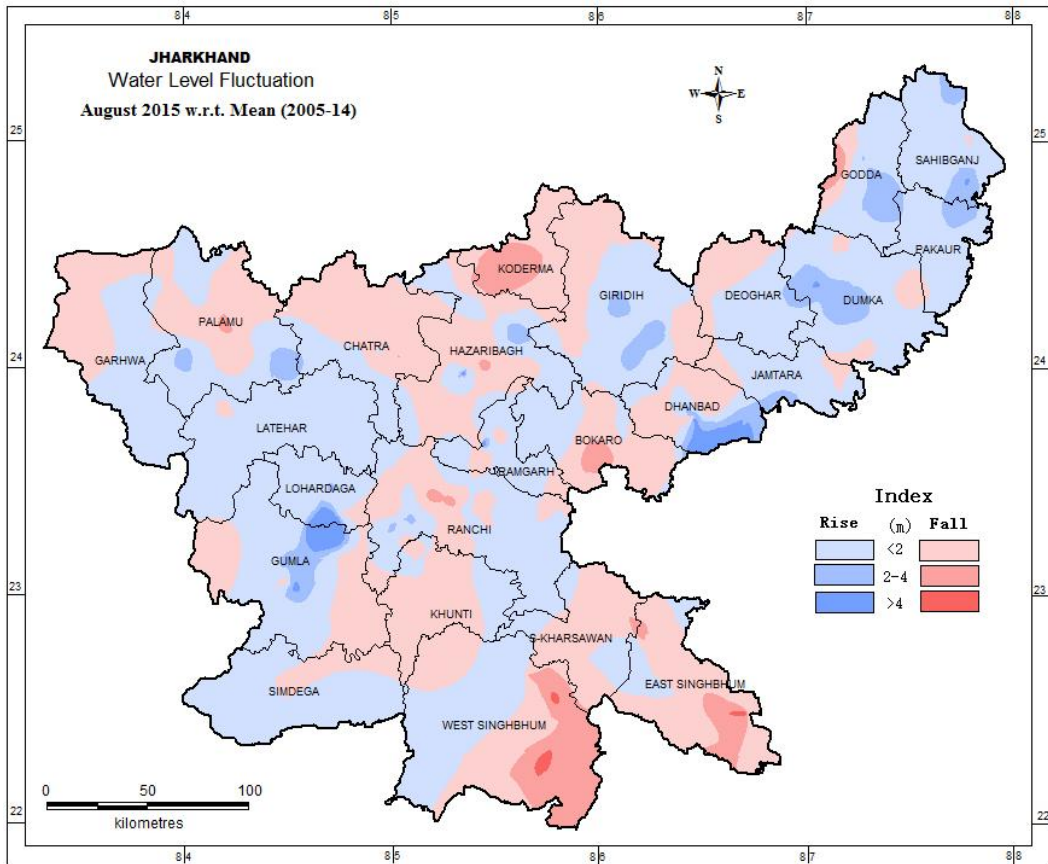 84 85 86 87 88
JHARKHAND
Water Level Fluctuation
August 2015 w.r.t. Mean (2005-14)
N
W E
S
25 25
SAHIBGANJ
GODDA
PAKAUR
KODERMA
GIRIDIH
DEOGHAR
DUMKA
PALAMU
CHATRA
HAZARIBAGH
GARHWA
24 24
JAMTARA
DHANBAD
LATEHAR
BOKARO
RAMGARH
LOHARDAGA
RANCHI
GUMLA
Index
Rise (m) Fall
<2
2-4
>4
23 23
KHUNTI
S-KHARSAWAN
SIMDEGA
EAST SINGHBHUM
WEST SINGHBHUM
0 50 100
kilometres
22 22
84 85 86 87 88